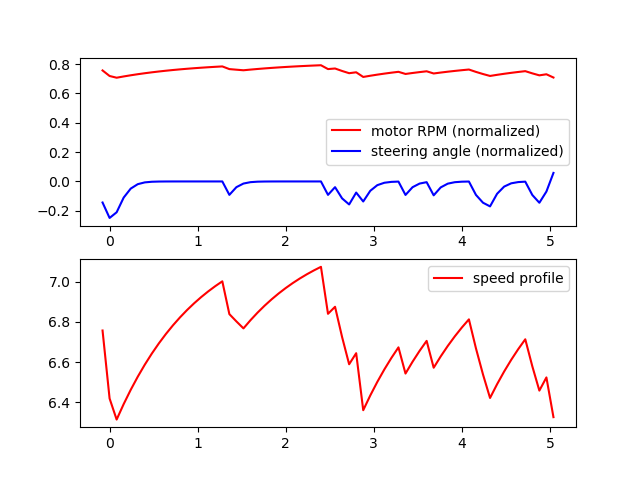 0.8
0.6
0.4
0.2
0.0
−0.2
motor RPM (normalized)
steering angle (normalized)
0 1 2 3 4 5
7.0
6.8
6.6
6.4
speed profile
0 1 2 3 4 5